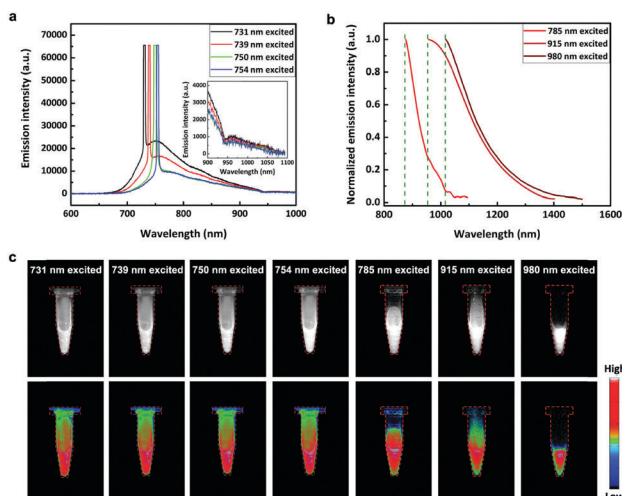 a
731 nm excited
739 nm excited
750 nm excited
754 nm excited
Emission intensity (a.u.)
70000
60000
50000
40000
30000
20000
10000
0
600
700
800
900
1000
Wavelength (nm)
Emission intensity (a.u.)
4000
3000
2000
1000
0
900
950
1000
1050
1100
Wavelength (nm)
b
785 nm excited
915 nm excited
980 nm excited
Normalized emission intensity (a.u.)
1.0
0.8
0.6
0.4
0.2
0.0
800
1000
1200
1400
1600
Wavelength (nm)
c
731 nm excited
739 nm excited
750 nm excited
754 nm excited
785 nm excited
915 nm excited
980 nm excited
High
Low